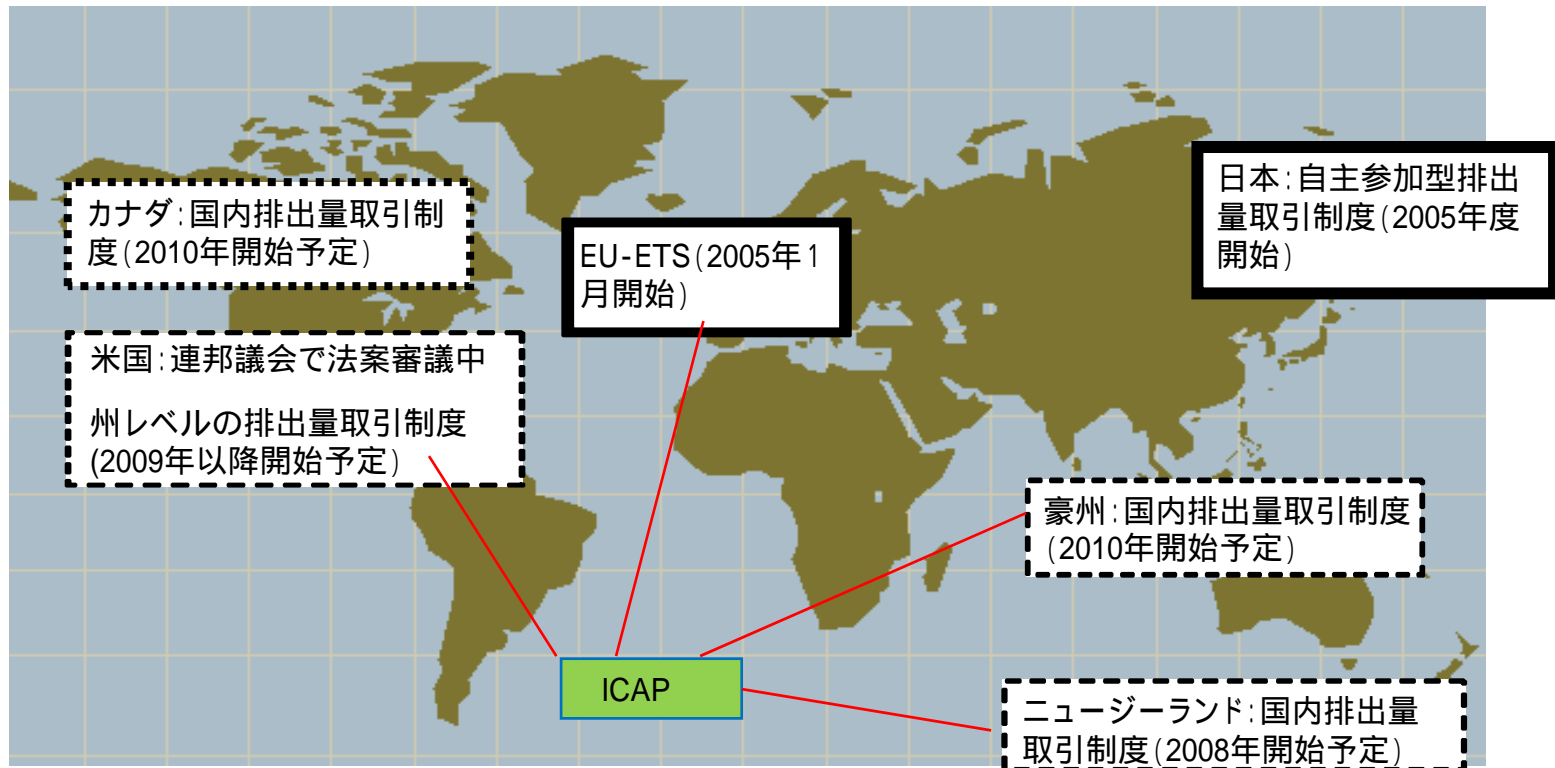 カナダ:国内排出量取引制
度(2010年開始予定)
EU-ETS(2005年1
月開始)
日本:自主参加型排出
量取引制度(2005年度
開始)
米国:連邦議会で法案審議中
州レベルの排出量取引制度
(2009年以降開始予定)
豪州:国内排出量取引制度
(2010年開始予定)
ICAP
ニュージーランド:国内排出量
取引制度(2008年開始予定)